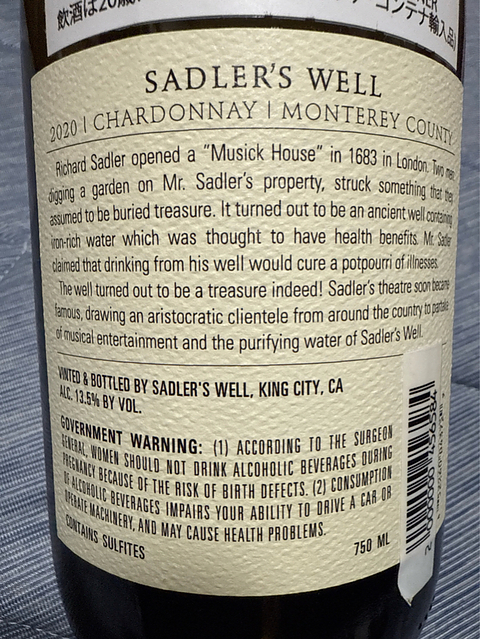 飲酒は20歳
コンテナ輸入品)
SADLER'S WELL
2020 | CHARDONNAY | MONTEREY COUNTY
Richard Sadler opened a "Musick House" in 1683 in London. Two men
digging a garden on Mr. Sadler's property, struck something that they
assumed to be buried treasure. It turned out to be an ancient well containing
iron-rich water which was thought to have health benefits. Mr. Sadler
claimed that drinking from his well would cure a potpourri of illnesses.
The well turned out to be a treasure indeed! Sadler's theatre soon became
famous, drawing an aristocratic clientele from around the country to partake
of musical entertainment and the purifying water of Sadler's Well.
VINTED & BOTTLED BY SADLER'S WELL, KING CITY, CA
ALC. 13.5% BY VOL.
GOVERNMENT WARNING: (1) ACCORDING TO THE SURGEON
GENERAL, WOMEN SHOULD NOT DRINK ALCOHOLIC BEVERAGES DURING
PREGNANCY BECAUSE OF THE RISK OF BIRTH DEFECTS. (2) CONSUMPTION
OF ALCOHOLIC BEVERAGES IMPAIRS YOUR ABILITY TO DRIVE A CAR OR
OPERATE MACHINERY, AND MAY CAUSE HEALTH PROBLEMS.
CONTAINS SULFITES
750 ML